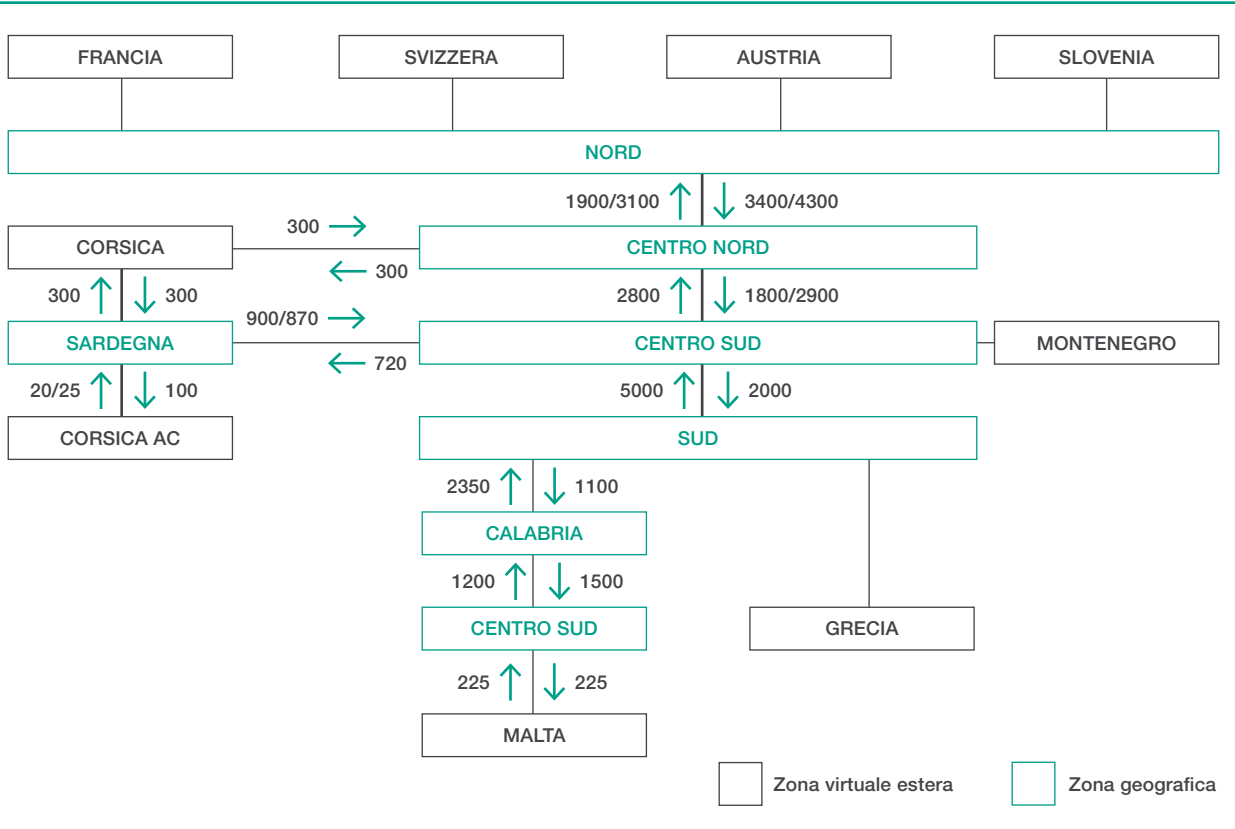 FRANCIA
SVIZZERA
AUSTRIA
SLOVENIA
NORD
1900/3100
3400/4300
300
CORSICA
CENTRO NORD
300
300
300
2800
1800/2900
900/870
SARDEGNA
CENTRO SUD
MONTENEGRO
720
20/25
100
5000
2000
CORSICA AC
SUD
2350
1100
CALABRIA
1200
1500
CENTRO SUD
GRECIA
225
225
MALTA
Zona virtuale estera
Zona geografica